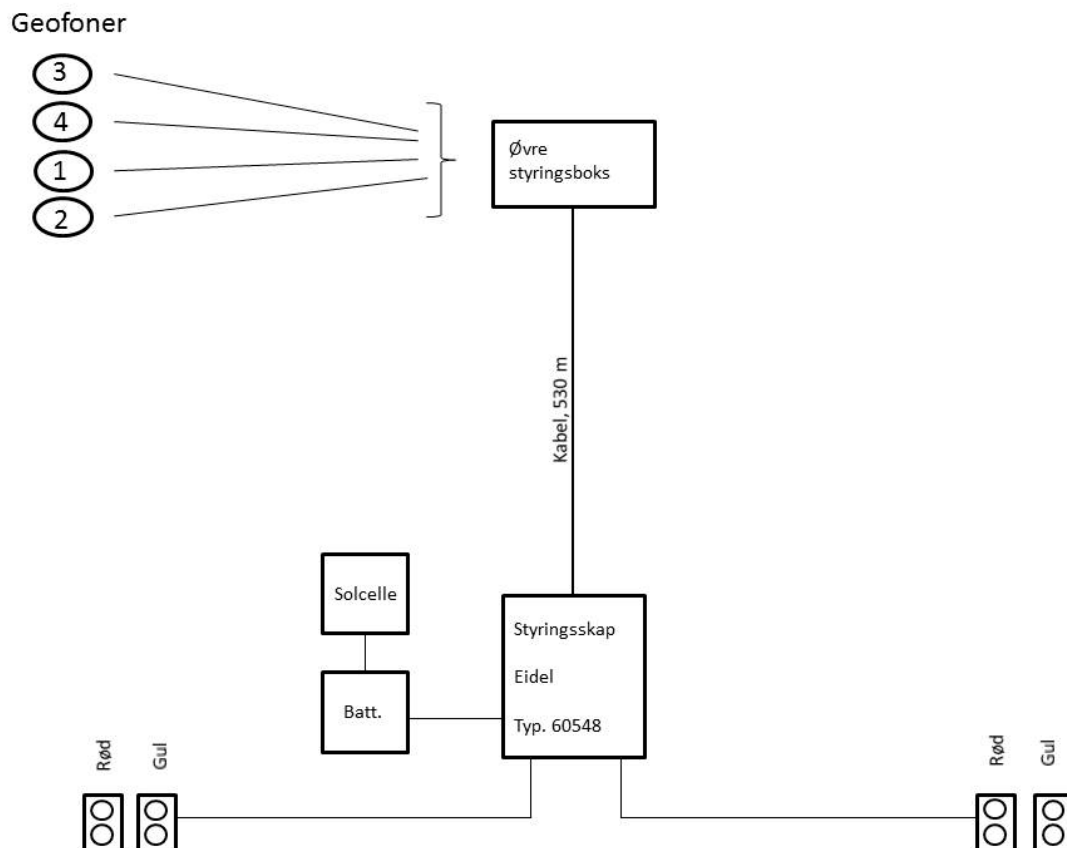 Geofoner
3
4
1
2
Øvre
styringsboks
Kabel, 530 m
Solcelle
Batt.
Styringsskap
Eidel
Typ. 60548
Rød
Gul
Rød
Gul